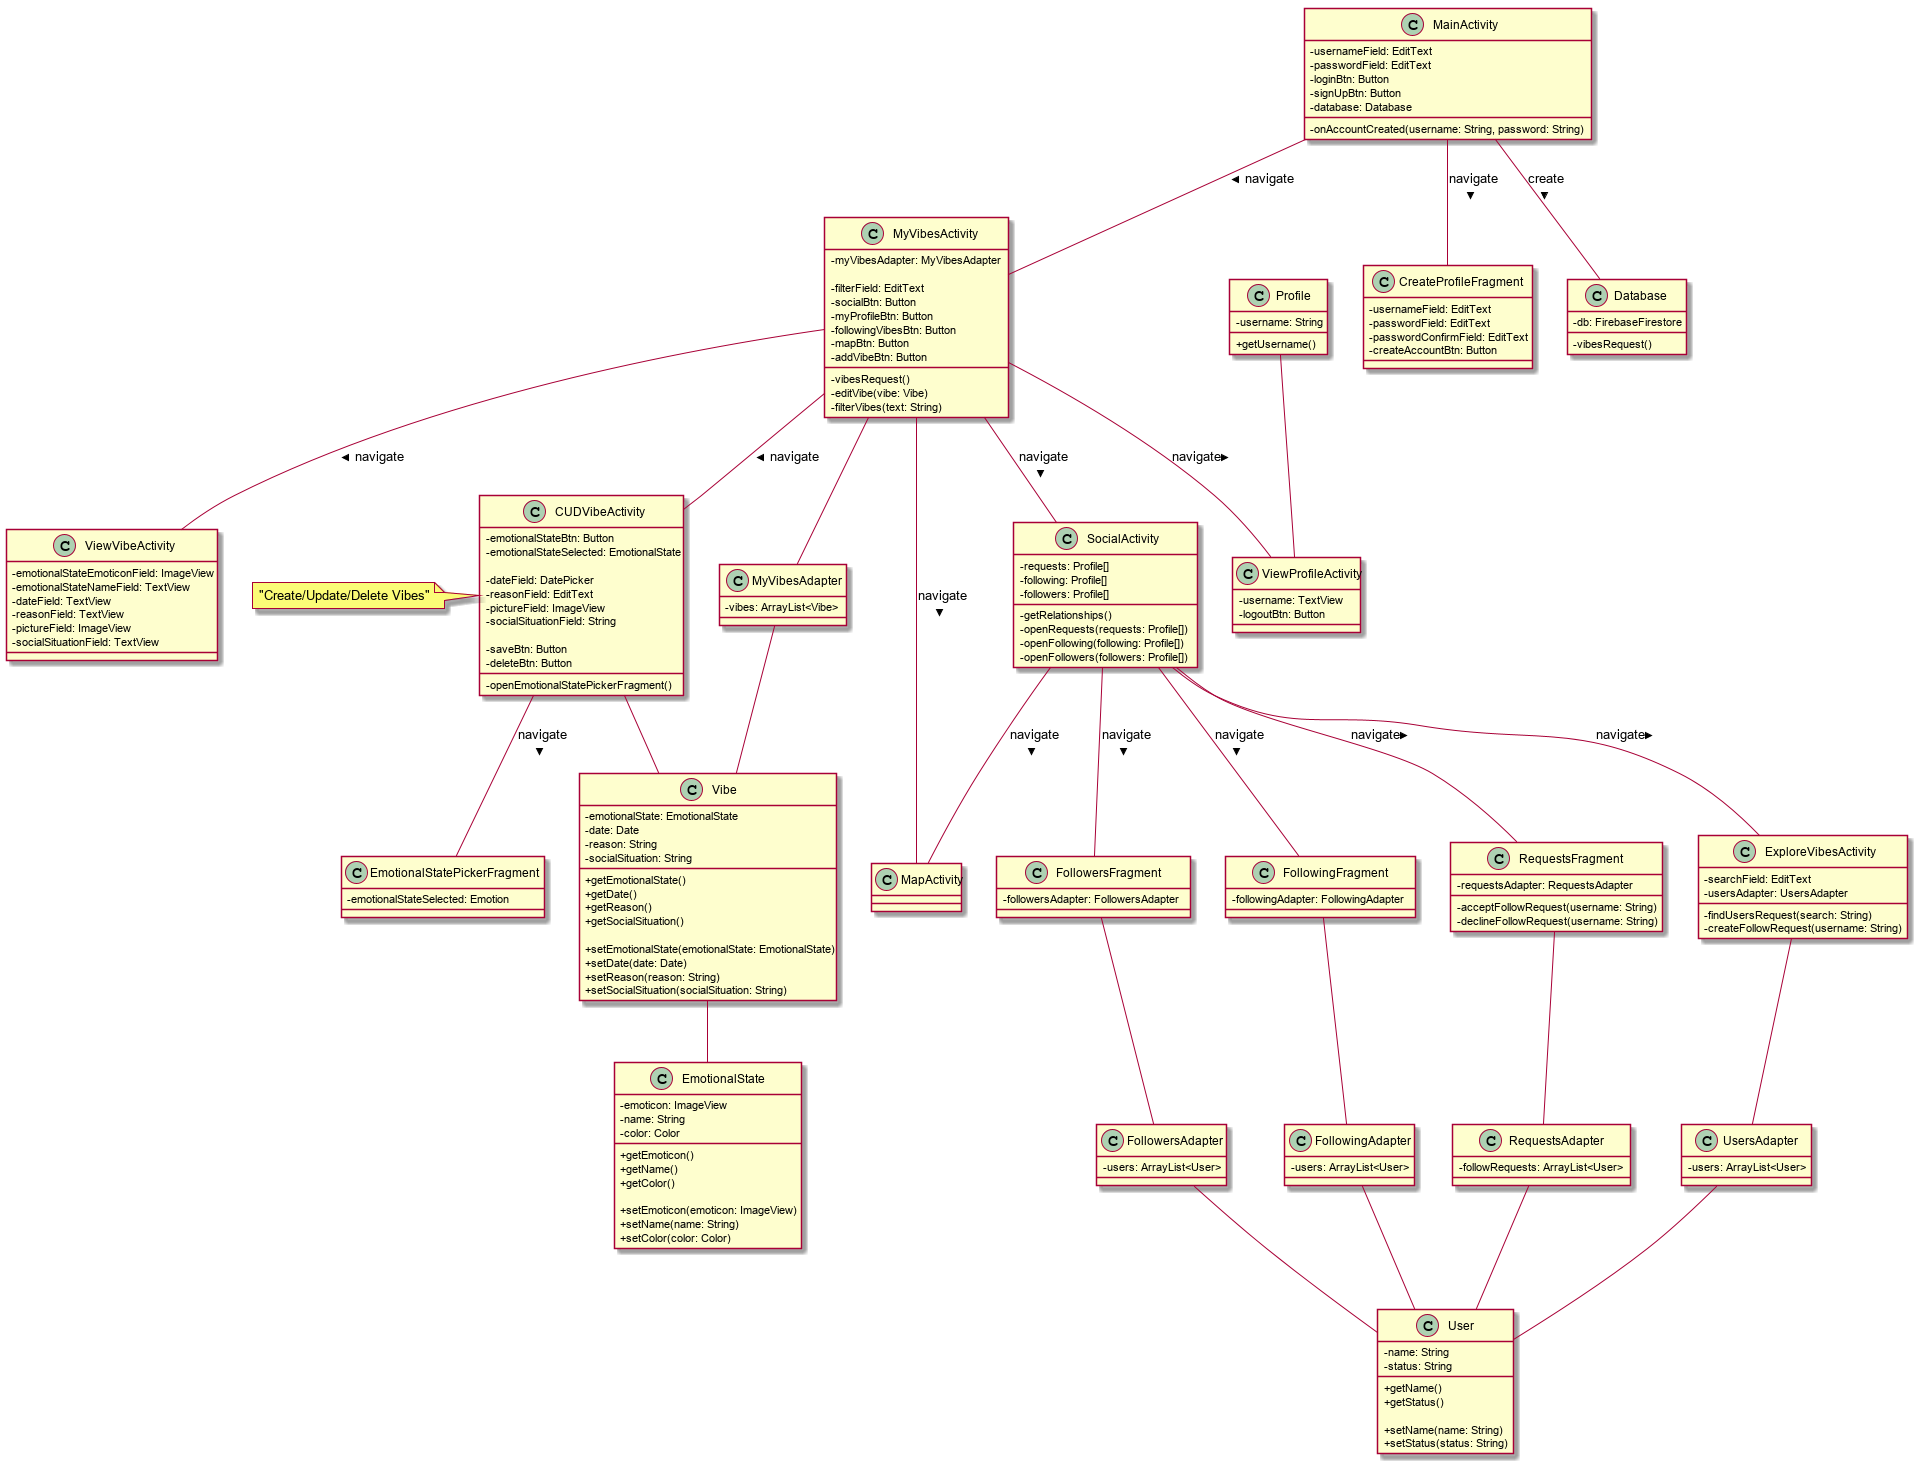 C MainActivity
-usernameField: EditText
-passwordField: EditText
-loginBtn: Button
-signUpBtn: Button
-database: Database
-onAccountCreated(username: String, password: String)
◄ navigate
navigate
▼
create
▼
C MyVibesActivity
-myVibesAdapter: MyVibesAdapter
-filterField: EditText
-socialBtn: Button
-myProfileBtn: Button
-followingVibesBtn: Button
-mapBtn: Button
-addVibeBtn: Button
-vibesRequest()
-editVibe(vibe: Vibe)
-filterVibes(text: String)
C Profile
-username: String
+getUsername()
C CreateProfileFragment
-usernameField: EditText
-passwordField: EditText
-passwordConfirmField: EditText
-createAccountBtn: Button
C Database
-db: FirebaseFirestore
-vibesRequest()
◄ navigate
◄ navigate
navigate
▼
navigate
▼
navigate►
C ViewVibeActivity
-emotionalStateEmoticonField: ImageView
-emotionalStateNameField: TextView
-dateField: TextView
-reasonField: TextView
-pictureField: ImageView
-socialSituationField: TextView
"Create/Update/Delete Vibes"
C CUDVibeActivity
-emotionalStateBtn: Button
-emotionalStateSelected: EmotionalState
-dateField: DatePicker
-reasonField: EditText
-pictureField: ImageView
-socialSituationField: String
-saveBtn: Button
-deleteBtn: Button
-openEmotionalStatePickerFragment()
C MyVibesAdapter
-vibes: ArrayList<Vibe>
C SocialActivity
-requests: Profile[]
-following: Profile[]
-followers: Profile[]
-getRelationships()
-openRequests(requests: Profile[])
-openFollowing(following: Profile[])
-openFollowers(followers: Profile[])
C ViewProfileActivity
-username: TextView
-logoutBtn: Button
navigate
▼
navigate
▼
navigate
▼
navigate
▼
navigate►
navigate►
C EmotionalStatePickerFragment
-emotionalStateSelected: Emotion
C Vibe
-emotionalState: EmotionalState
-date: Date
-reason: String
-socialSituation: String
+getEmotionalState()
+getDate()
+getReason()
+getSocialSituation()
+setEmotionalState(emotionalState: EmotionalState)
+setDate(date: Date)
+setReason(reason: String)
+setSocialSituation(socialSituation: String)
C MapActivity
C FollowersFragment
-followersAdapter: FollowersAdapter
C FollowingFragment
-followingAdapter: FollowingAdapter
C RequestsFragment
-requestsAdapter: RequestsAdapter
-acceptFollowRequest(username: String)
-declineFollowRequest(username: String)
C ExploreVibesActivity
-searchField: EditText
-usersAdapter: UsersAdapter
-findUsersRequest(search: String)
-createFollowRequest(username: String)
C EmotionalState
-emoticon: ImageView
-name: String
-color: Color
+getEmoticon()
+getName()
+getColor()
+setEmoticon(emoticon: ImageView)
+setName(name: String)
+setColor(color: Color)
C FollowersAdapter
-users: ArrayList<User>
C FollowingAdapter
-users: ArrayList<User>
C RequestsAdapter
-followRequests: ArrayList<User>
C UsersAdapter
-users: ArrayList<User>
C User
-name: String
-status: String
+getName()
+getStatus()
+setName(name: String)
+setStatus(status: String)